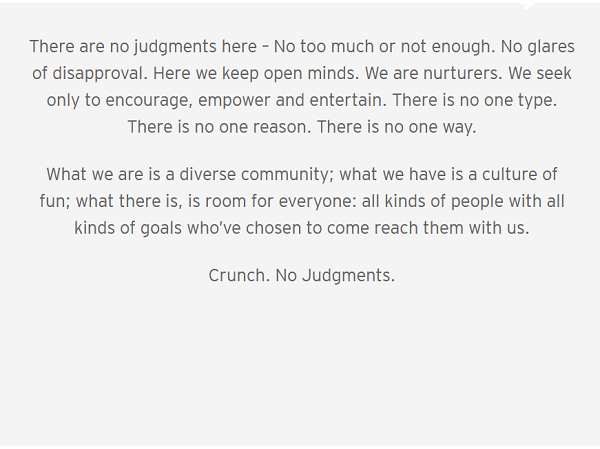 There are no judgments here – No too much or not enough. No glares
of disapproval. Here we keep open minds. We are nurturers. We seek
only to encourage, empower and entertain. There is no one type.
There is no one reason. There is no one way.
What we are is a diverse community; what we have is a culture of
fun; what there is, is room for everyone: all kinds of people with all
kinds of goals who’ve chosen to come reach them with us.
Crunch. No Judgments.